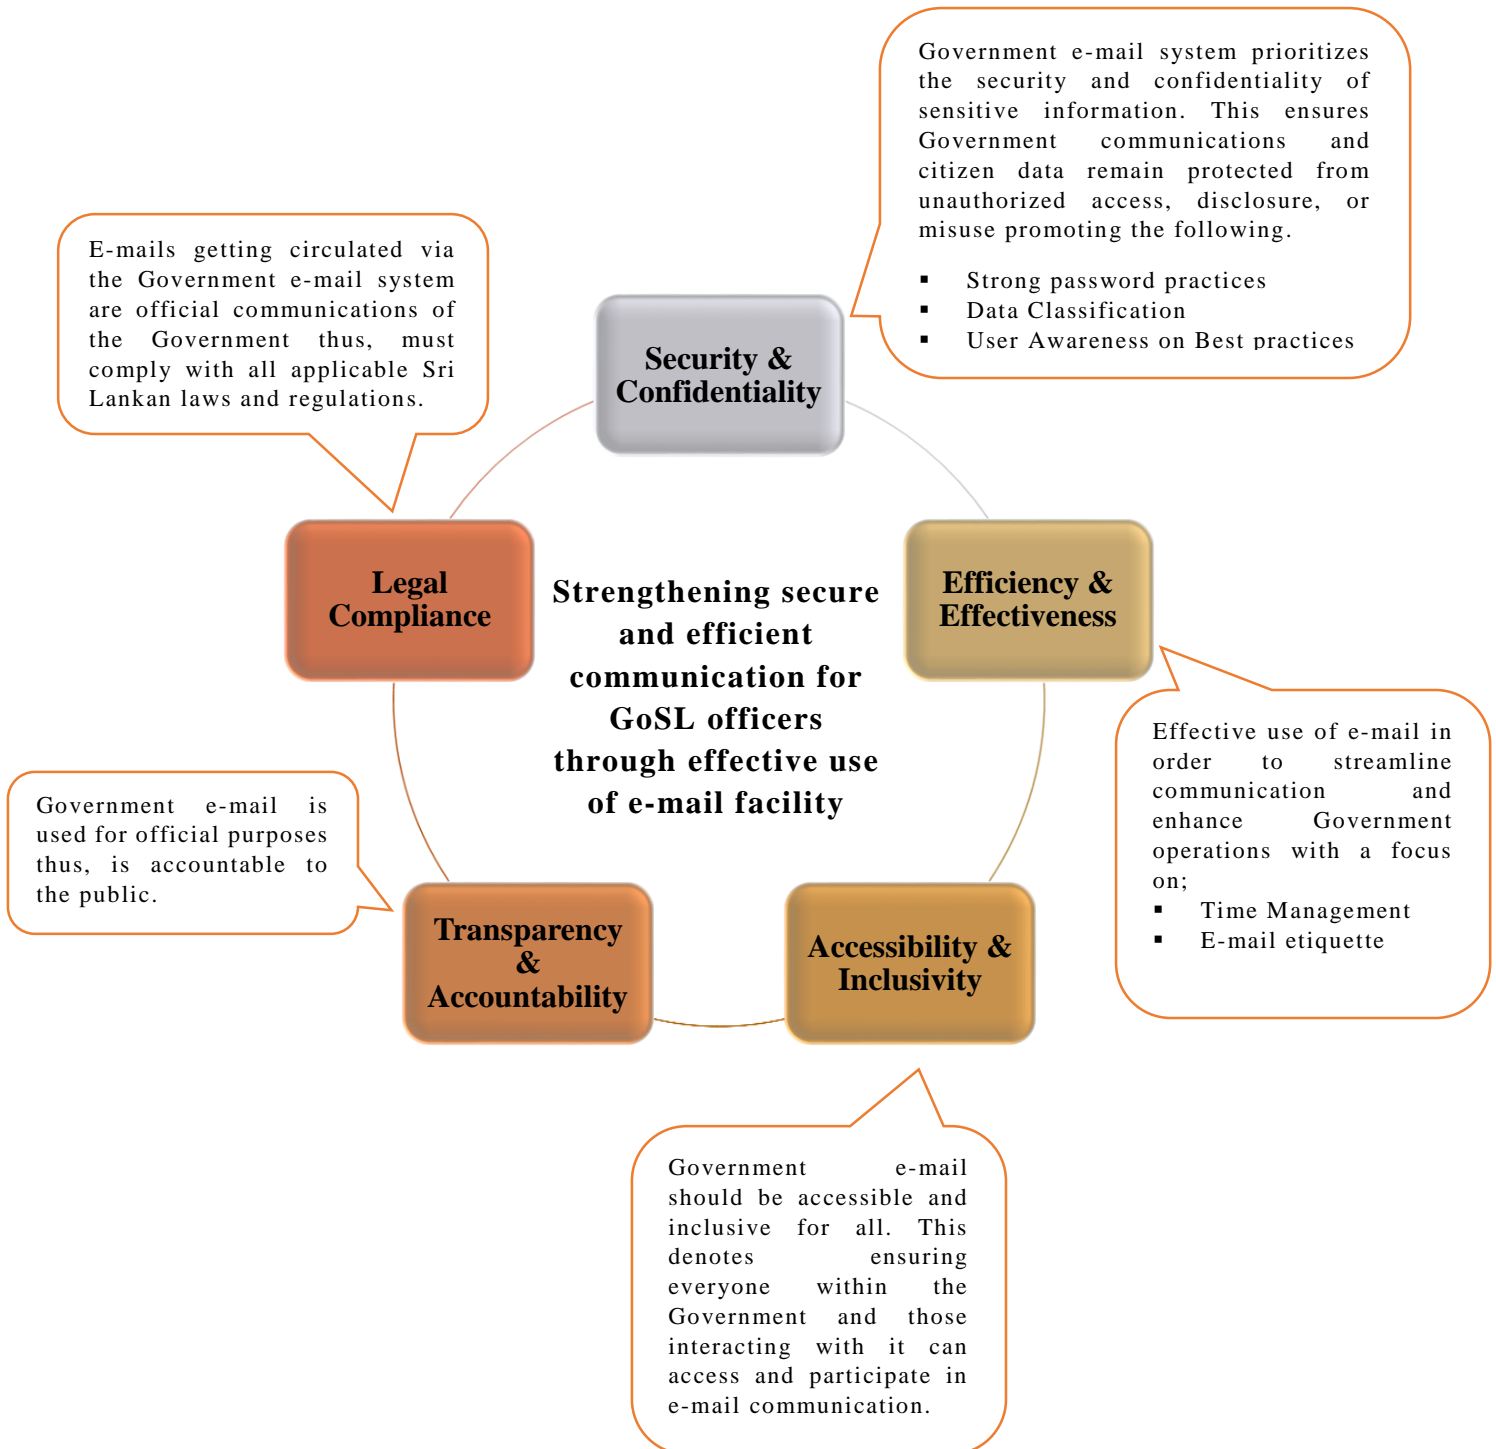 Government e-mail system prioritizes
the security and confidentiality of
sensitive information. This ensures
Government communications and
citizen data remain protected from
unauthorized access, disclosure, or
misuse promoting the following.
▪ Strong password practices
▪ Data Classification
▪ User Awareness on Best practices
E-mails getting circulated via
the Government e-mail system
are official communications of
the Government thus, must
comply with all applicable Sri
Lankan laws and regulations.
Security &
Confidentiality
Legal
Compliance
Strengthening secure
and efficient
communication for
GoSL officers
through effective use
of e-mail facility
Efficiency &
Effectiveness
Effective use of e-mail in
order to streamline
communication and
enhance Government
operations with a focus
on;
▪ Time Management
▪ E-mail etiquette
Government e-mail is
used for official purposes
thus, is accountable to
the public.
Transparency
&
Accountability
Accessibility &
Inclusivity
Government e-mail
should be accessible and
inclusive for all. This
denotes ensuring
everyone within the
Government and those
interacting with it can
access and participate in
e-mail communication.